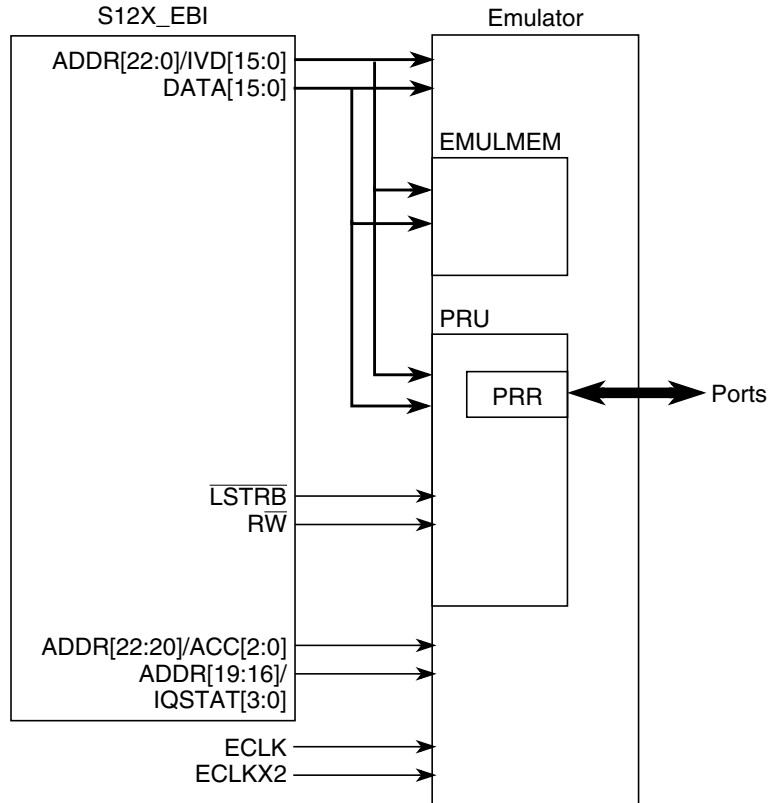 S12X_EBI
Emulator
ADDR[22:0]/IVD[15:0]
DATA[15:0]
EMULMEM
PRU
PRR
Ports
LSTRB
RW
ADDR[22:20]/ACC[2:0]
ADDR[19:16]/
IQSTAT[3:0]
ECLK
ECLKX2